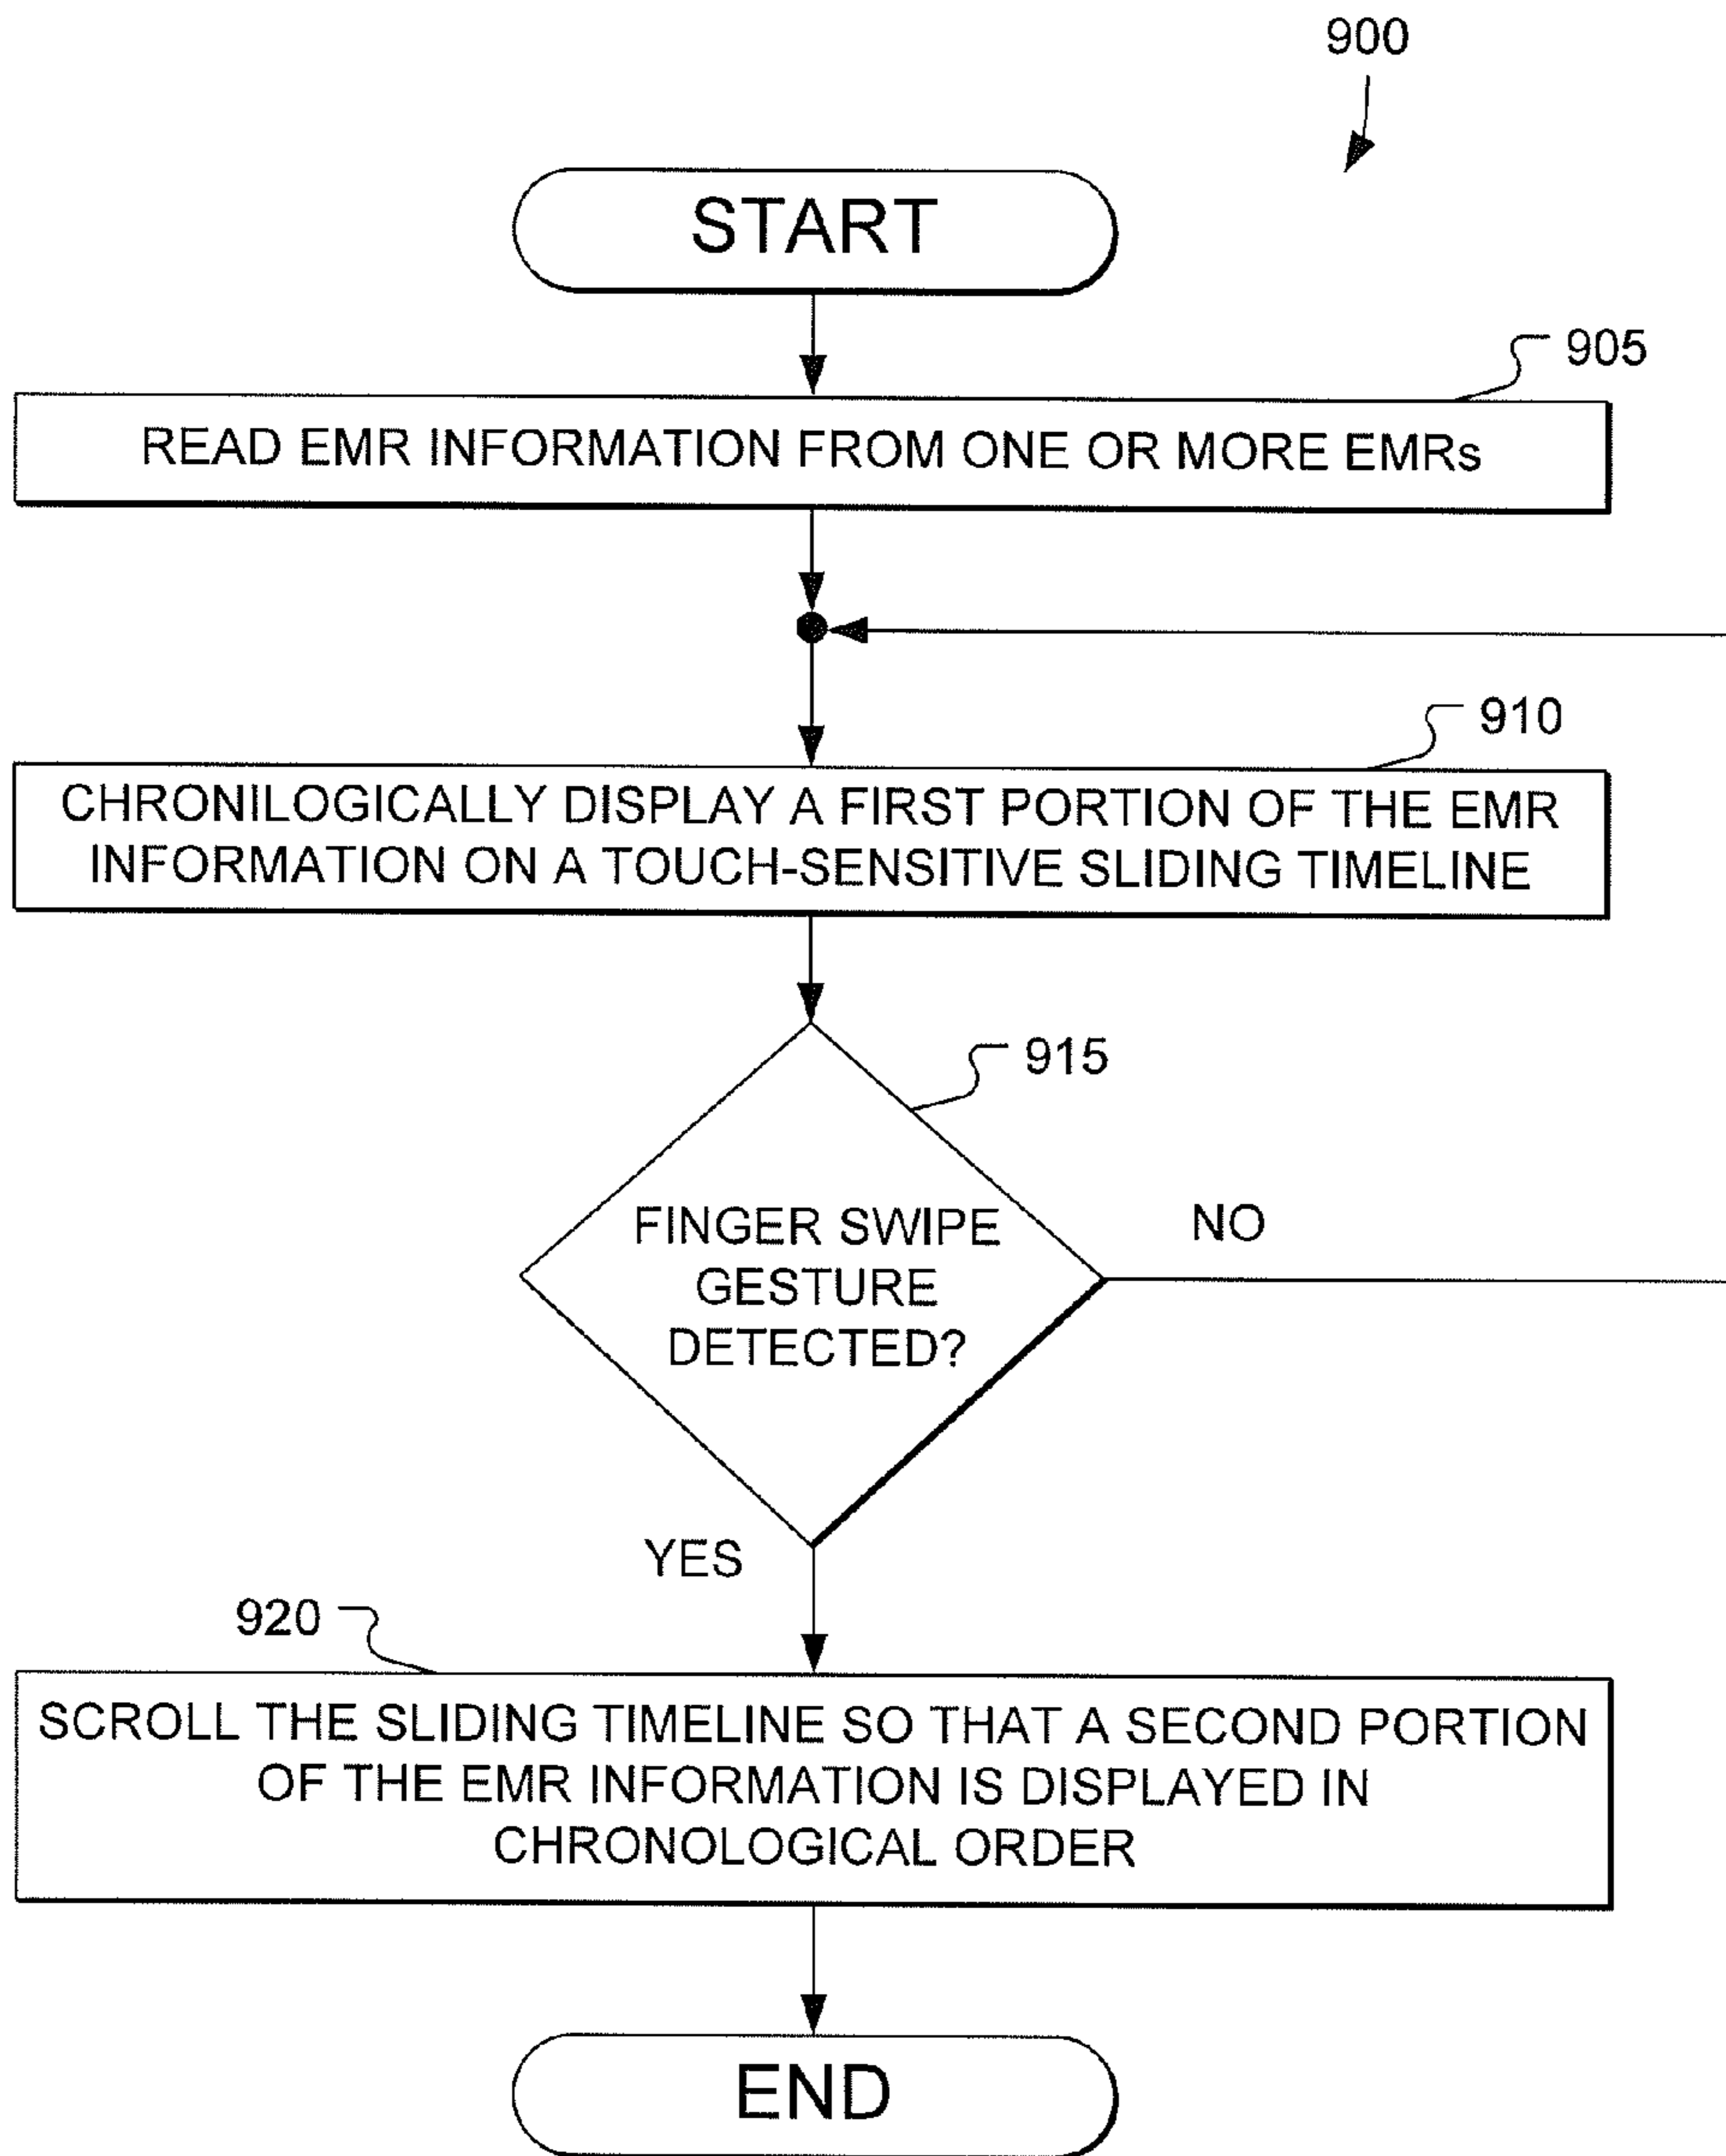 900
START
905
READ EMR INFORMATION FROM ONE OR MORE EMRs
910
CHRONILOGICALLY DISPLAY A FIRST PORTION OF THE EMR
INFORMATION ON A TOUCH-SENSITIVE SLIDING TIMELINE
915
FINGER SWIPE
GESTURE
DETECTED?
NO
YES
920
SCROLL THE SLIDING TIMELINE SO THAT A SECOND PORTION
OF THE EMR INFORMATION IS DISPLAYED IN
CHRONOLOGICAL ORDER
END